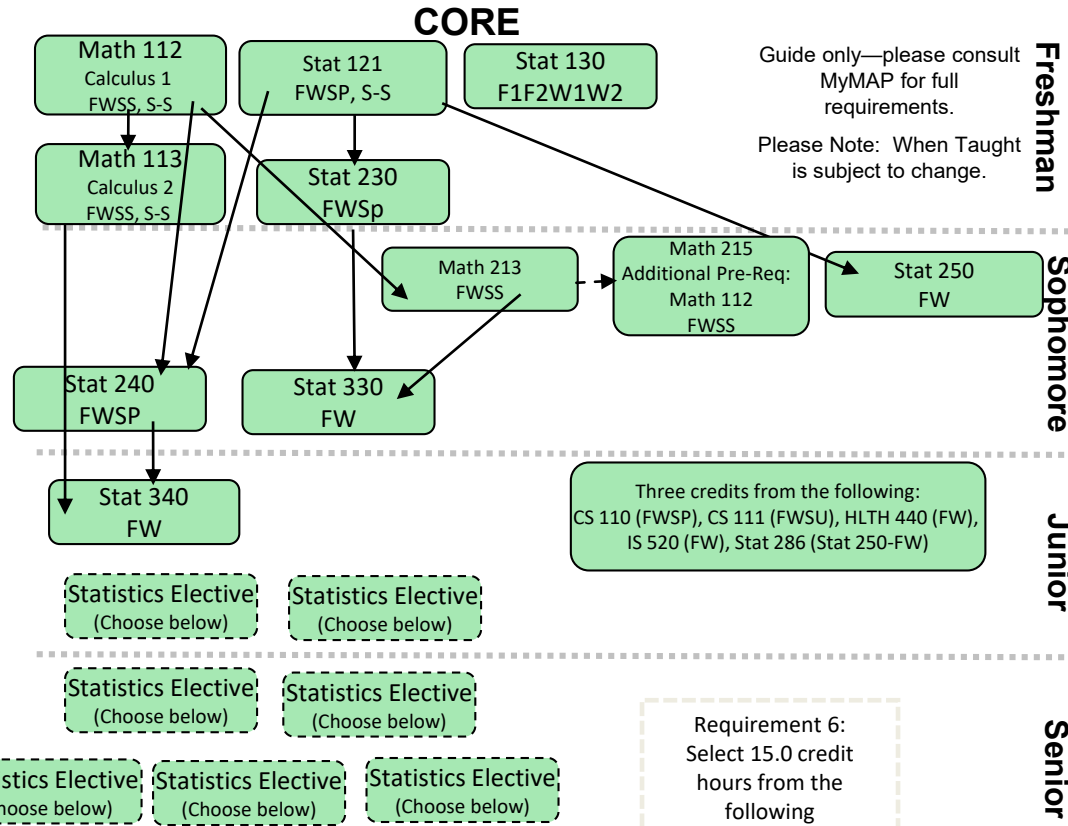 CORE
Math 112
Calculus 1
FWSS, S-S
Stat 121
FWSP, S-S
Stat 130
F1F2W1W2
Guide only—please consult
MyMAP for full
requirements.
Please Note: When Taught
is subject to change.
Freshman
Math 113
Calculus 2
FWSS, S-S
Stat 230
FWSp
Math 213
FWSS
Math 215
Additional Pre-Req:
Math 112
FWSS
Stat 250
FW
Sophomore
Stat 240
FWSP
Stat 330
FW
Stat 340
FW
Three credits from the following:
CS 110 (FWSP), CS 111 (FWSU), HLTH 440 (FW),
IS 520 (FW), Stat 286 (Stat 250-FW)
Junior
Statistics Elective
(Choose below)
Statistics Elective
(Choose below)
Statistics Elective
(Choose below)
Statistics Elective
(Choose below)
Requirement 6:
Select 15.0 credit
hours from the
following
Senior
istics Elective
hoose below)
Statistics Elective
(Choose below)
Statistics Elective
(Choose below)